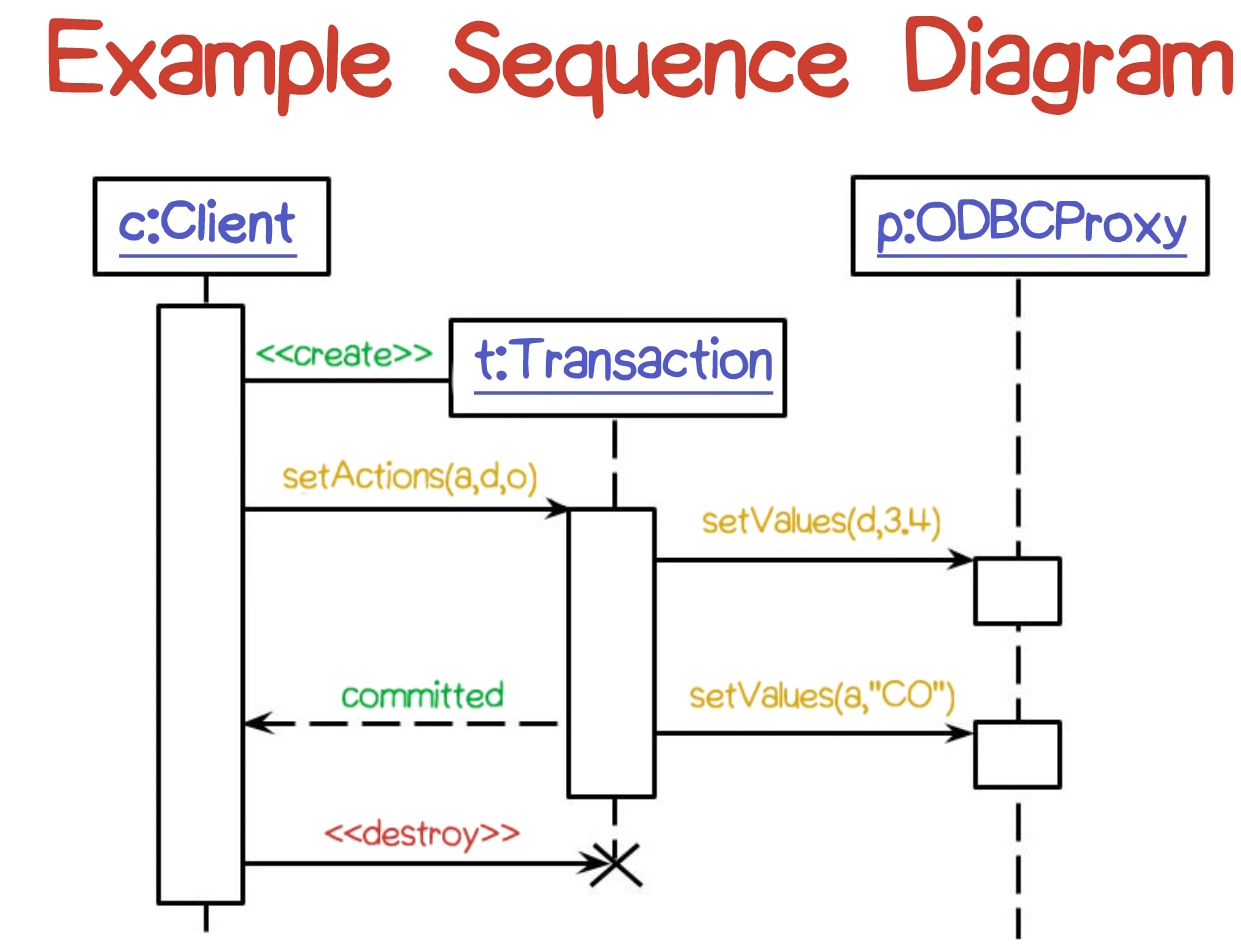 Example Sequence Diagram
c:Client
p:ODBCProxy
<<create>>
t:Transaction
setActions(a,d,o)
setValues(d,3.4)
committed
setValues(a,"CO")
<<destroy>>